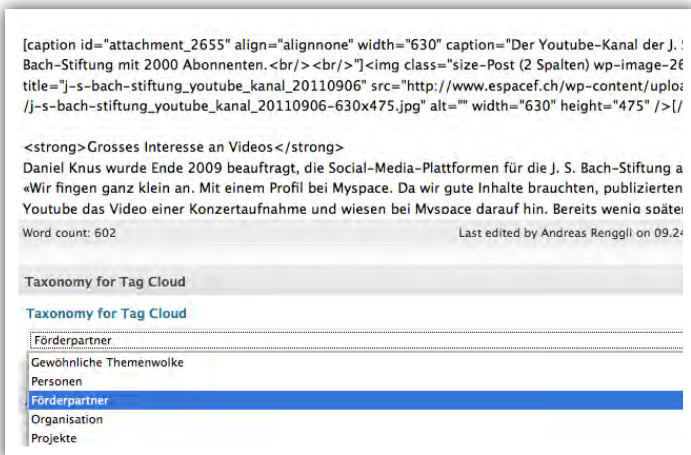 [caption id="attachment_2655" align="alignnone" width="630" caption="Der Youtube-Kanal der J.
Bach-Stiftung mit 2000 Abonnenten.<br/><br/>"]<img class="size-Post (2 Spalten) wp-image-26
title="j-s-bach-stiftung_youtube_kanal_20110906" src="http://www.espacef.ch/wp-content/uploa
/j-s-bach-stiftung_youtube_kanal_20110906-630x475.jpg" alt="" width="630" height="475" />[/
<strong>Grosses Interesse an Videos</strong>
Daniel Knus wurde Ende 2009 beauftragt, die Social-Media-Plattformen für die J. S. Bach-Stiftung a
«Wir fingen ganz klein an. Mit einem Profil bei Myspace. Da wir gute Inhalte brauchten, publizierten
Youtube das Video einer Konzertaufnahme und wiesen bei Myspace darauf hin. Bereits wenig später
Word count: 602 Last edited by Andreas Renggli on 09.24
Taxonomy for Tag Cloud
Taxonomy for Tag Cloud
Förderpartner
Gewöhnliche Themenwolke
Personen
Förderpartner
Organisation
Projekte